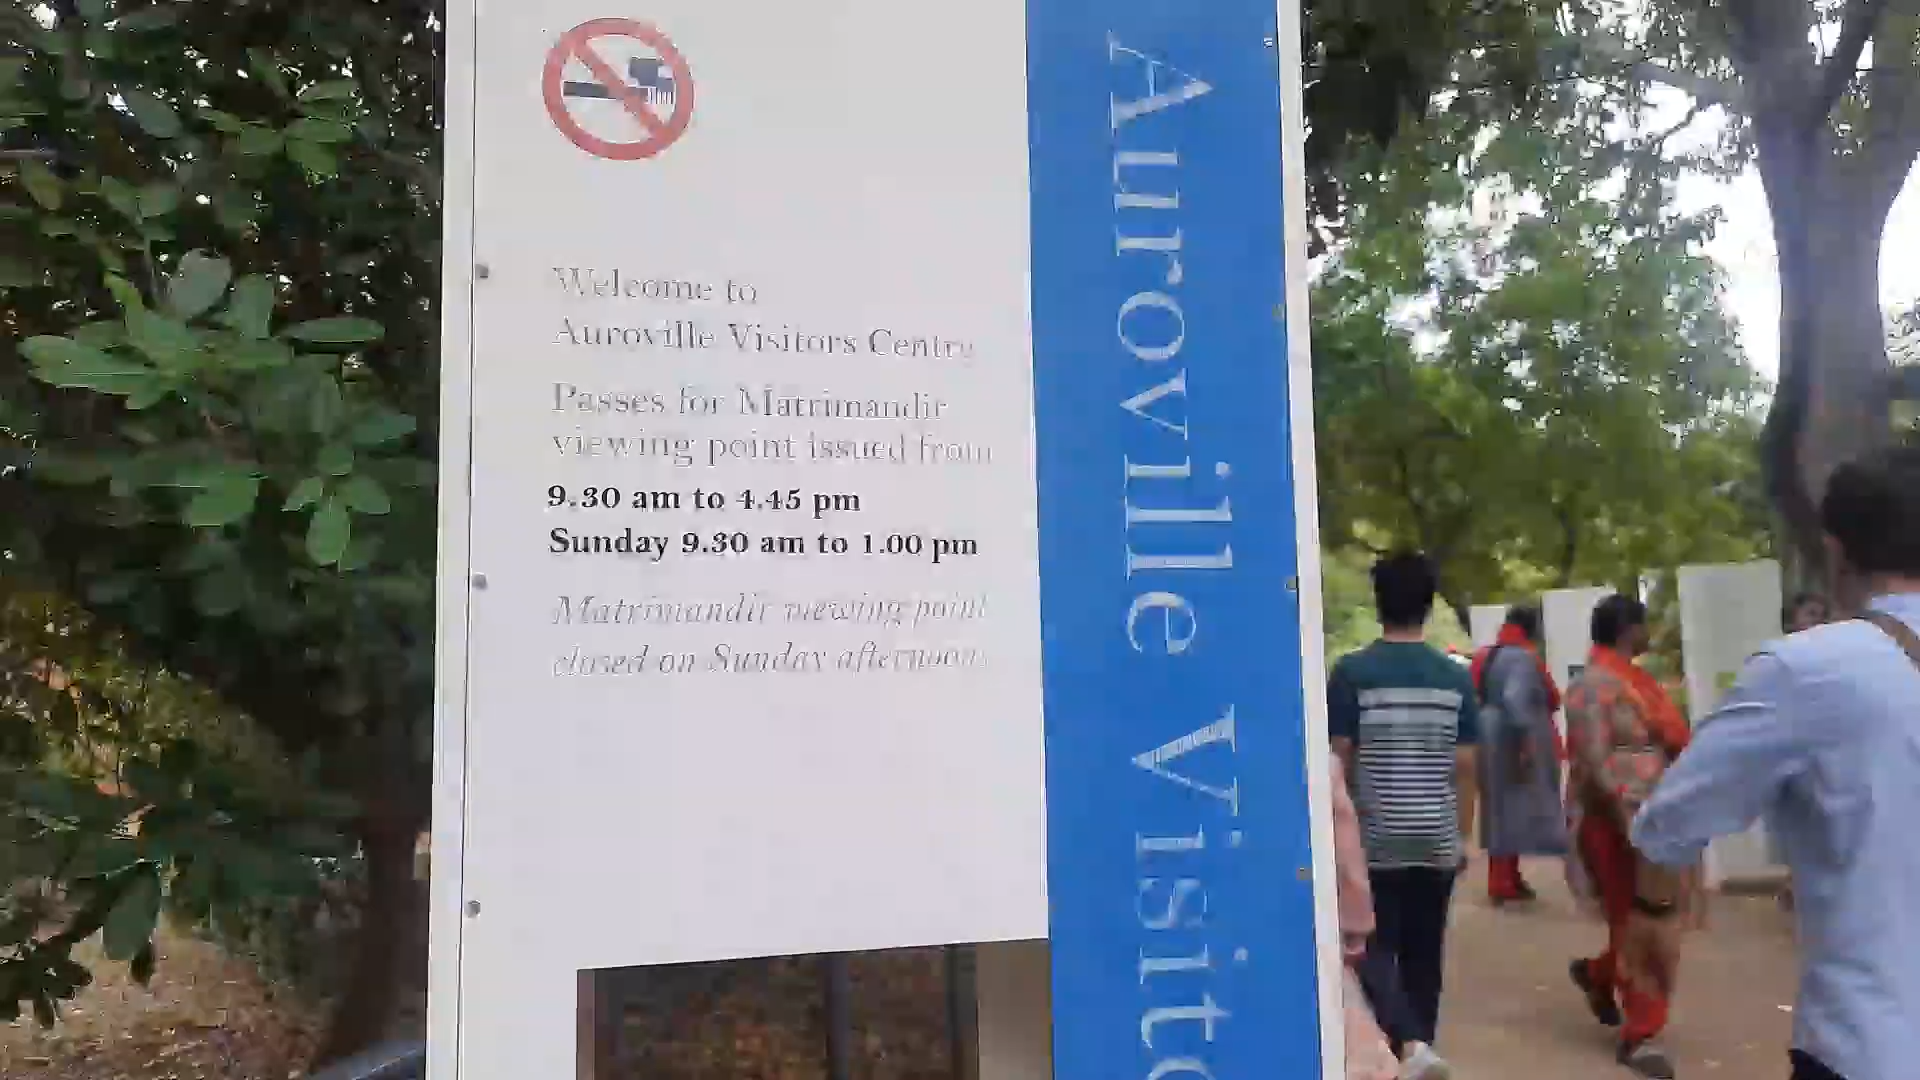 Welcome to
Auroville Visitors Centre
Passes for Matrimandir
viewing point issued from
9.30 am to 4.45 pm
Sunday 9.30 am to 1.00 pm
Matrimandir viewing point
closed on Sunday afternoons
Auroville Visito